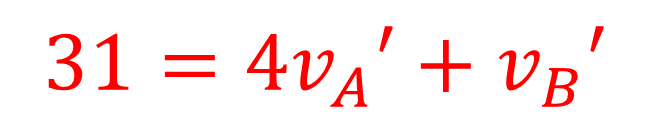 31 = 4v_A′ + v_B′